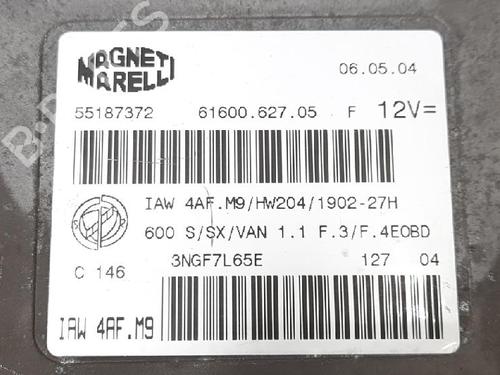 MAGNETI
MARELLI
06.05.04
55187372 61600.627.05 F 12V=
IAW 4AF.M9/HW204/1902-27H
600 S/SX/VAN 1.1 F.3/F.4EOBD
C 146 3NGF7L65E 127 04
IAW 4AF.M9